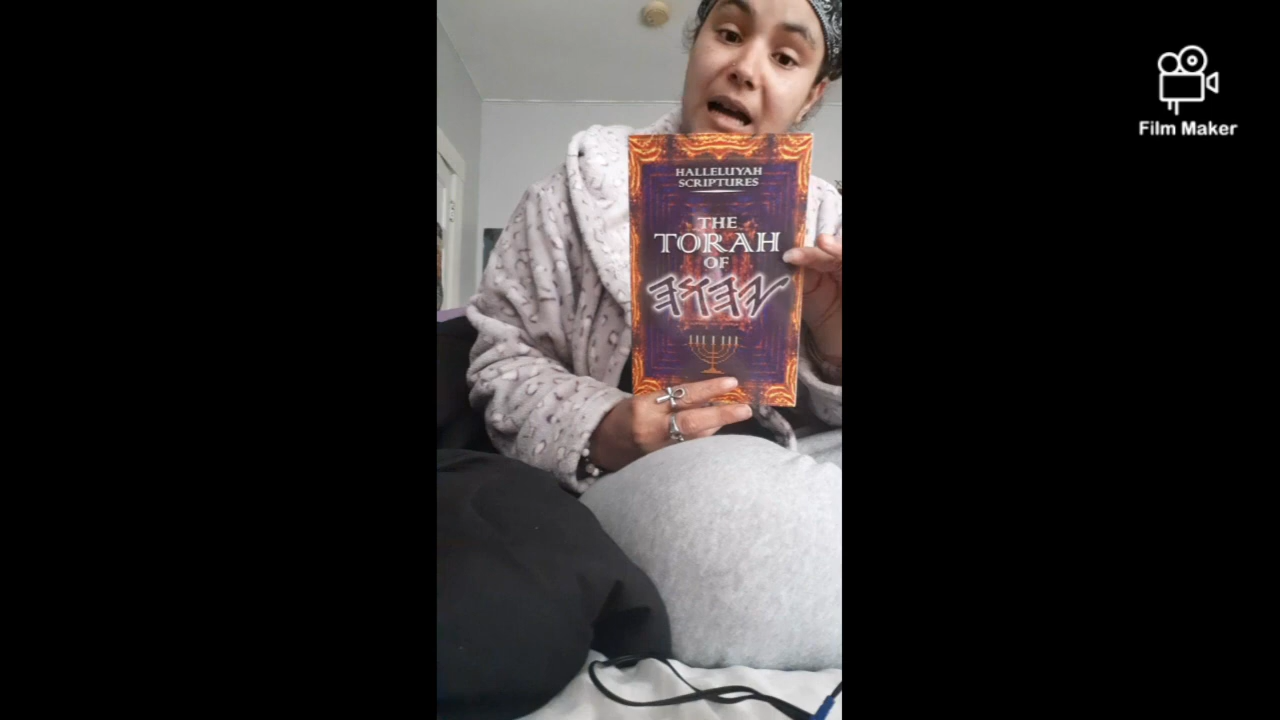 HALLELUYAH
SCRIPTURES
THE
TORAH
OF
𐤉𐤄𐤅𐤄
Film Maker